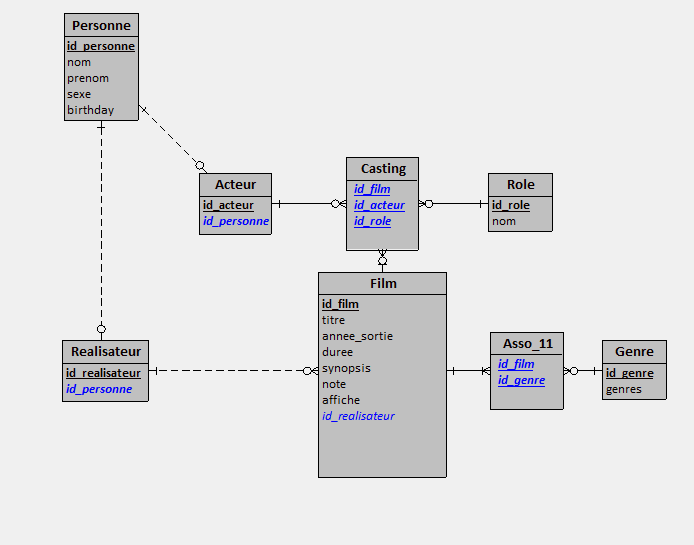 Personne
id_personne
nom
prenom
sexe
birthday
Acteur
id_acteur
id_personne
Casting
id_film
id_acteur
id_role
Role
id_role
nom
Film
id_film
titre
annee_sortie
duree
synopsis
note
affiche
id_realisateur
Realisateur
id_realisateur
id_personne
Asso_11
id_film
id_genre
Genre
id_genre
genres